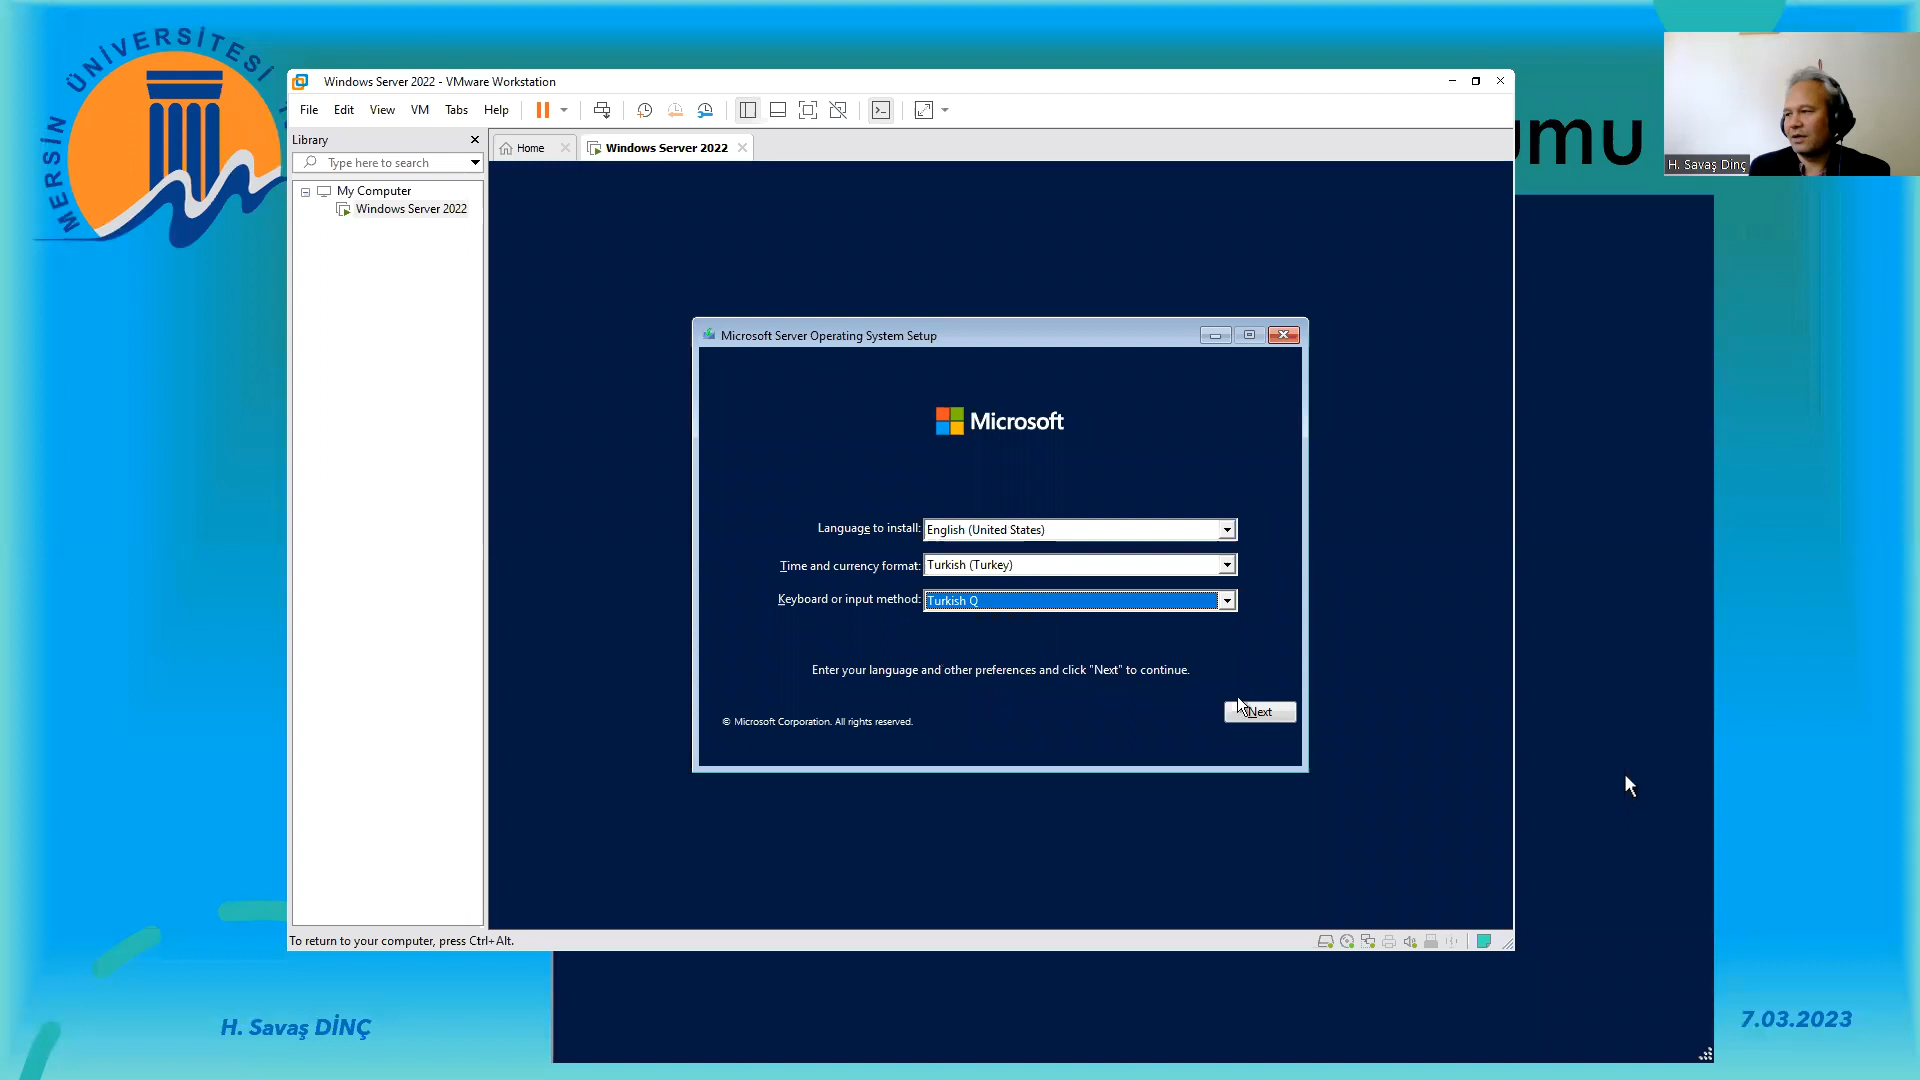 MERSİN ÜNİVERSİTESİ
umu
H. Savaş Dinç
Windows Server 2022 - VMware Workstation
File Edit View VM Tabs Help
Library
Type here to search
My Computer
Windows Server 2022
Home
Windows Server 2022
Microsoft Server Operating System Setup
Microsoft
Language to install: English (United States)
Time and currency format: Turkish (Turkey)
Keyboard or input method: Turkish Q
Enter your language and other preferences and click "Next" to continue.
Next
© Microsoft Corporation. All rights reserved.
To return to your computer, press Ctrl+Alt.
H. Savaş DİNÇ
7.03.2023